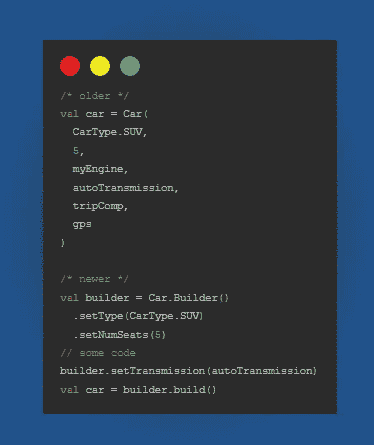 /* older */
val car = Car(
  CarType.SUV,
  5,
  myEngine,
  autoTransmission,
  tripComp,
  gps
)

/* newer */
val builder = Car.Builder()
  .setType(CarType.SUV)
  .setNumSeats(5)
// some code
builder.setTransmission(autoTransmission)
val car = builder.build()